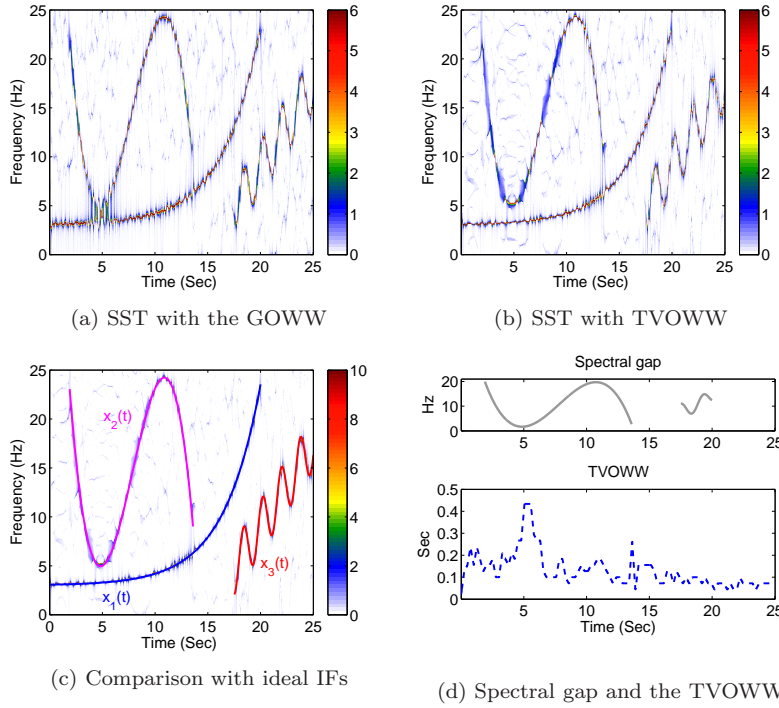 25
20
15
10
5
0
Frequency (Hz)
5 10 15 20 25
Time (Sec)
6
5
4
3
2
1
0
(a) SST with the GOWW
25
20
15
10
5
0
Frequency (Hz)
5 10 15 20 25
Time (Sec)
6
5
4
3
2
1
0
(b) SST with TVOWW
25
20
15
10
5
0
Frequency (Hz)
x_2(t)
x_1(t)
x_3(t)
0 5 10 15 20 25
Time (Sec)
10
8
6
4
2
0
(c) Comparison with ideal IFs
Spectral gap
20
10
0
Hz
5 10 15 20 25
TVOWW
0.5
0.4
0.3
0.2
0.1
0
Sec
5 10 15 20 25
Time (Sec)
(d) Spectral gap and the TVOWW